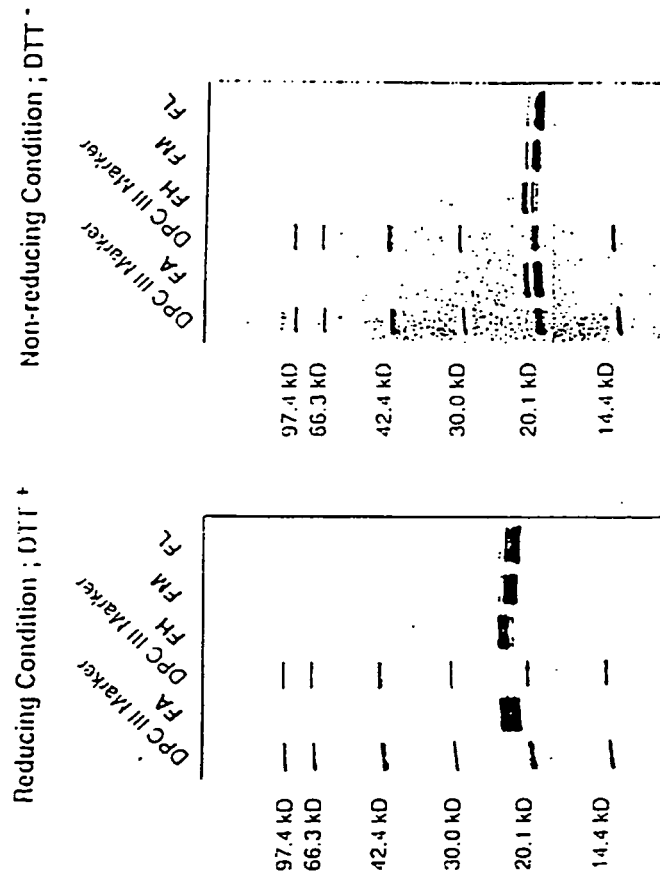 Non-reducing Condition ; DTT -
DPC III Marker
FA
DPC III Marker
FH
FM
FL
97.4 kD
66.3 kD
42.4 kD
30.0 kD
20.1 kD
14.4 kD
Reducing Condition ; DTT +
DPC III Marker
FA
DPC III Marker
FH
FM
FL
97.4 kD
66.3 kD
42.4 kD
30.0 kD
20.1 kD
14.4 kD